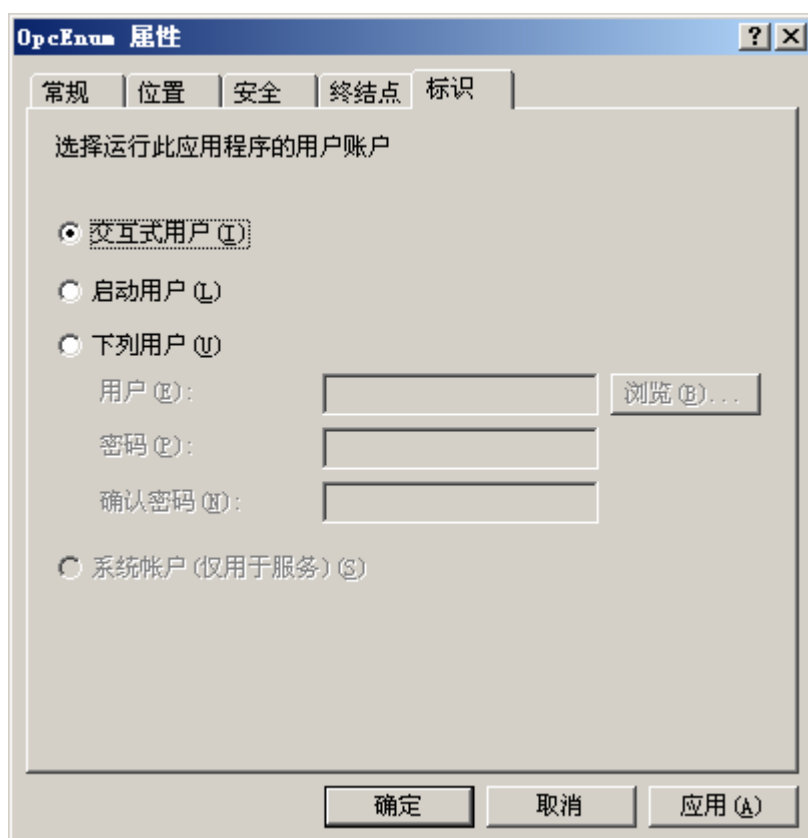 OpcEnum 属性
常规 位置 安全 终结点 标识
选择运行此应用程序的用户账户
交互式用户(I)
启动用户(L)
下列用户(U)
用户(E): 浏览(B)...
密码(P):
确认密码(N):
系统帐户(仅用于服务)(S)
确定 取消 应用(A)